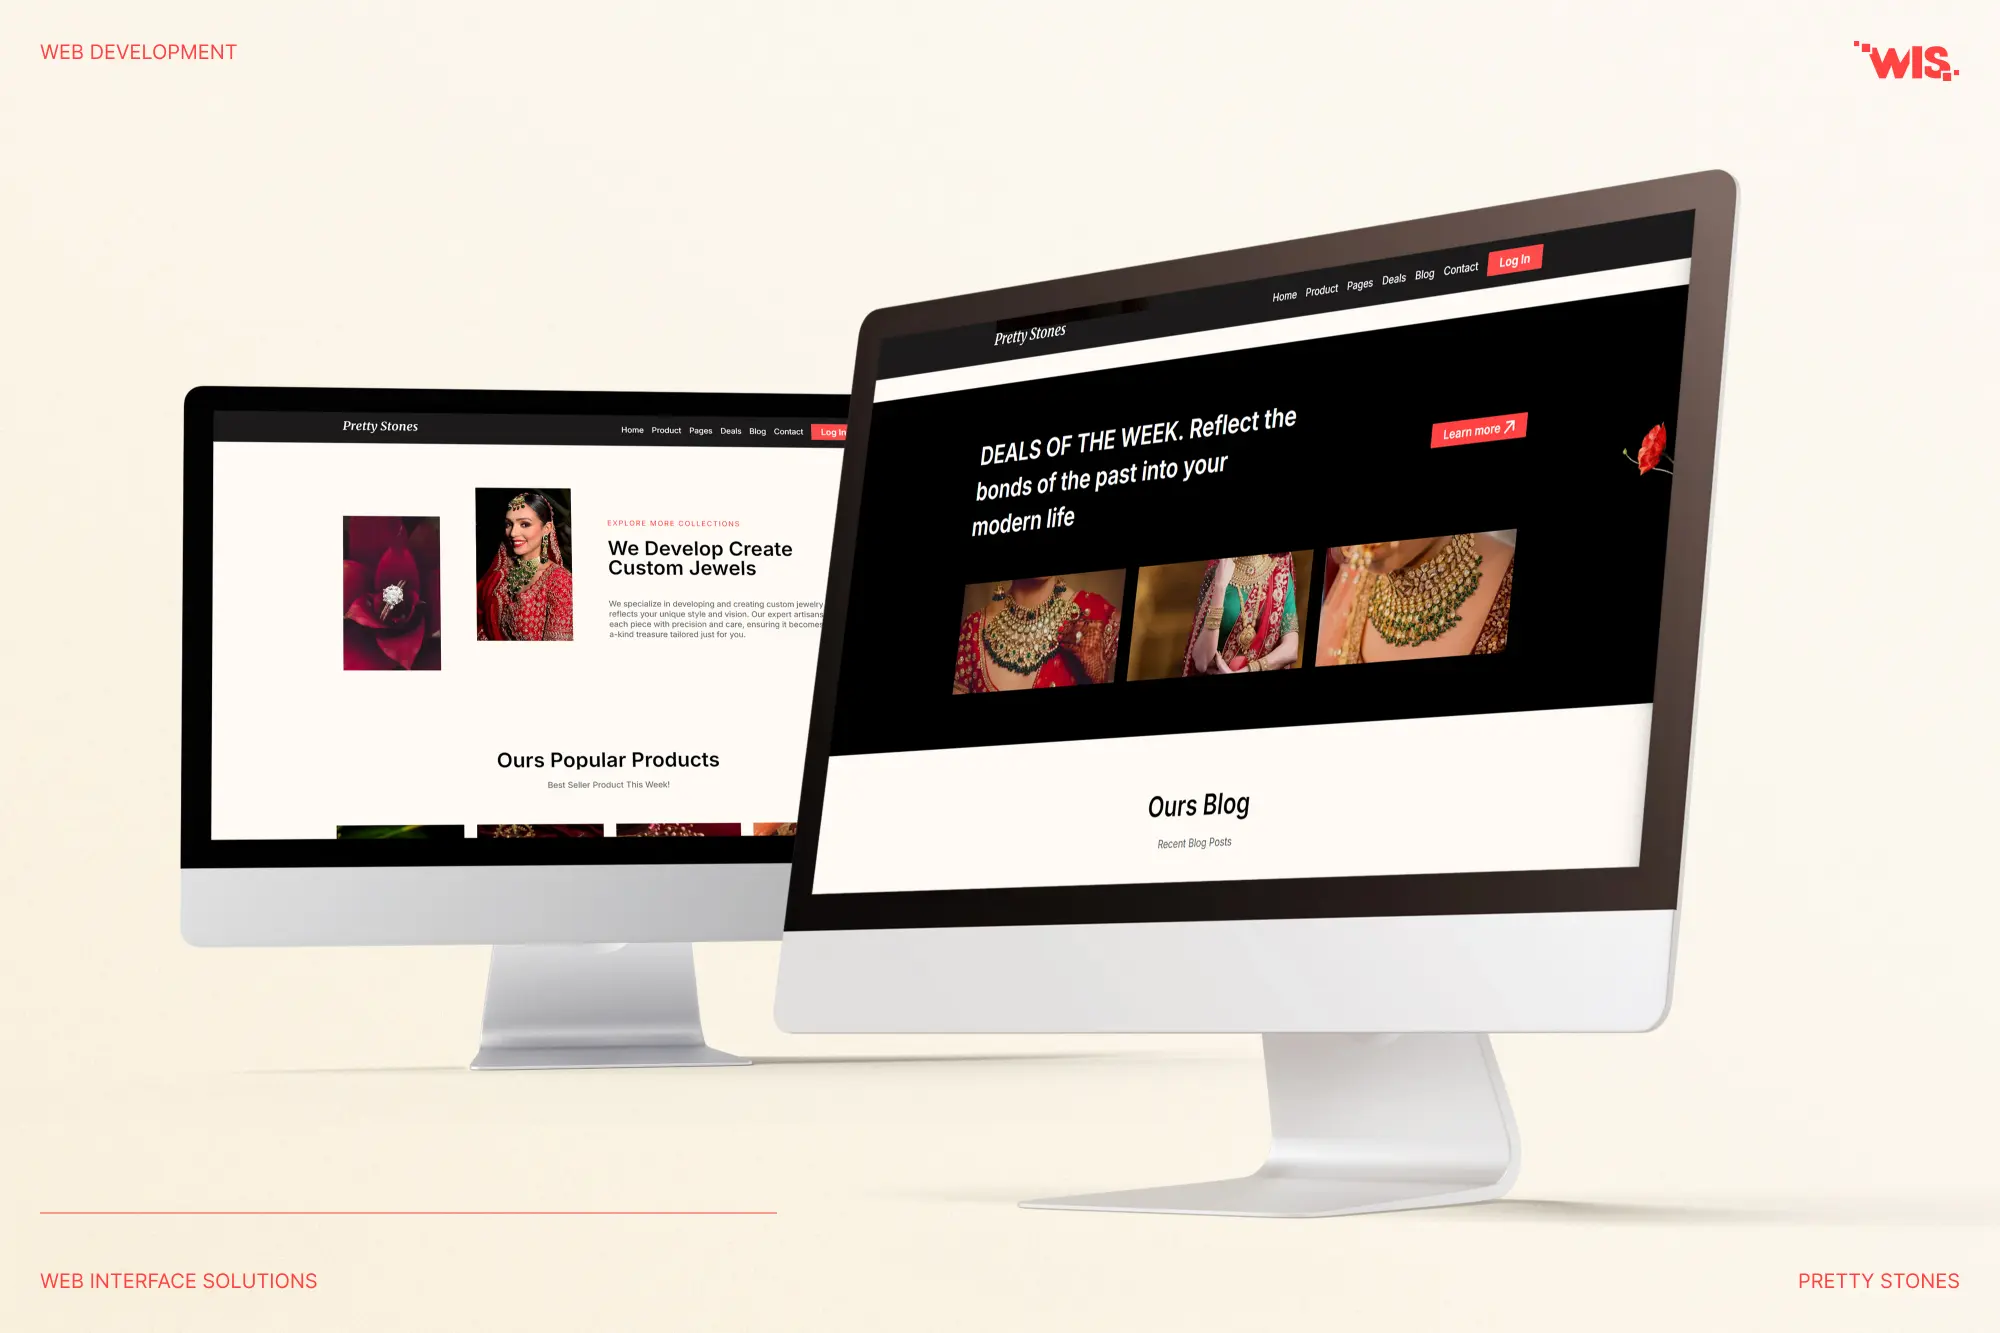 WEB DEVELOPMENT
WIS.
Pretty Stones
Home Product Pages Deals Blog Contact Log In
EXPLORE MORE COLLECTIONS
We Develop Create
Custom Jewels
We specialize in developing and creating custom jewelry
reflects your unique style and vision. Our expert artisans
each piece with precision and care, ensuring it becomes
a-kind treasure tailored just for you.
Ours Popular Products
Best Seller Product This Week!
Pretty Stones
Home Product Pages Deals Blog Contact Log In
DEALS OF THE WEEK. Reflect the
bonds of the past into your
modern life
Learn more
Ours Blog
Recent Blog Posts
WEB INTERFACE SOLUTIONS
PRETTY STONES